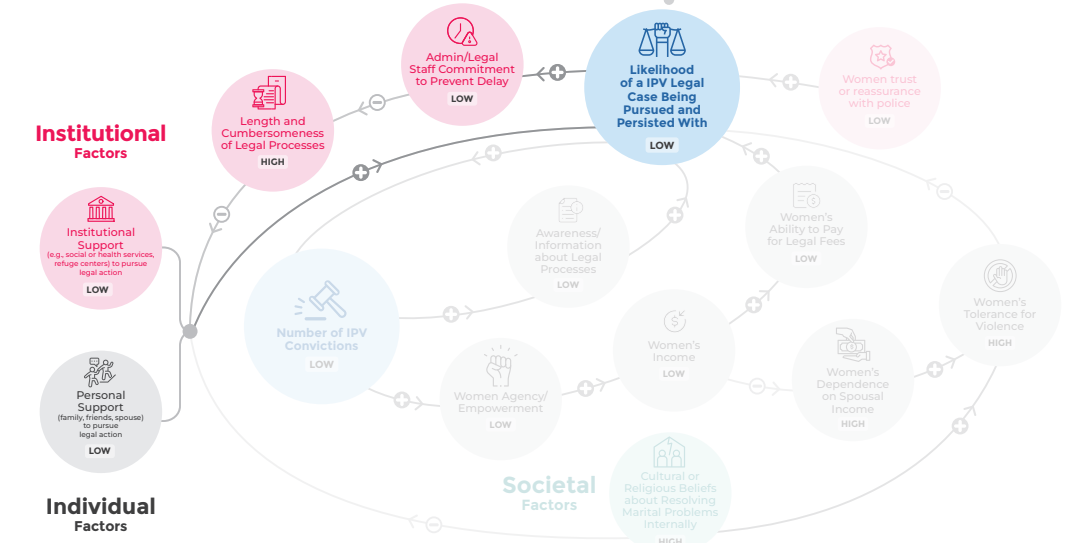 Admin/Legal
Staff Commitment
to Prevent Delay
LOW
Likelihood
of a IPV Legal
Case Being
Pursued and
Persisted With
LOW
Women trust
or reassurance
with police
LOW
Length and
Cumbersomeness
of Legal Processes
HIGH
Institutional
Factors
Institutional
Support
(e.g., social or health services,
refuge centers) to pursue
legal action
LOW
Awareness/
Information
about Legal
Processes
LOW
Women's
Ability to Pay
for Legal Fees
LOW
Number of IPV
Convictions
LOW
Women's
Income
LOW
Women's
Tolerance for
Violence
HIGH
Personal
Support
(family, friends, spouse)
to pursue
legal action
LOW
Women Agency/
Empowerment
LOW
Women's
Dependence
on Spousal
Income
HIGH
Individual
Factors
Societal
Factors
Cultural or
Religious Beliefs
about Resolving
Marital Problems
Internally
HIGH